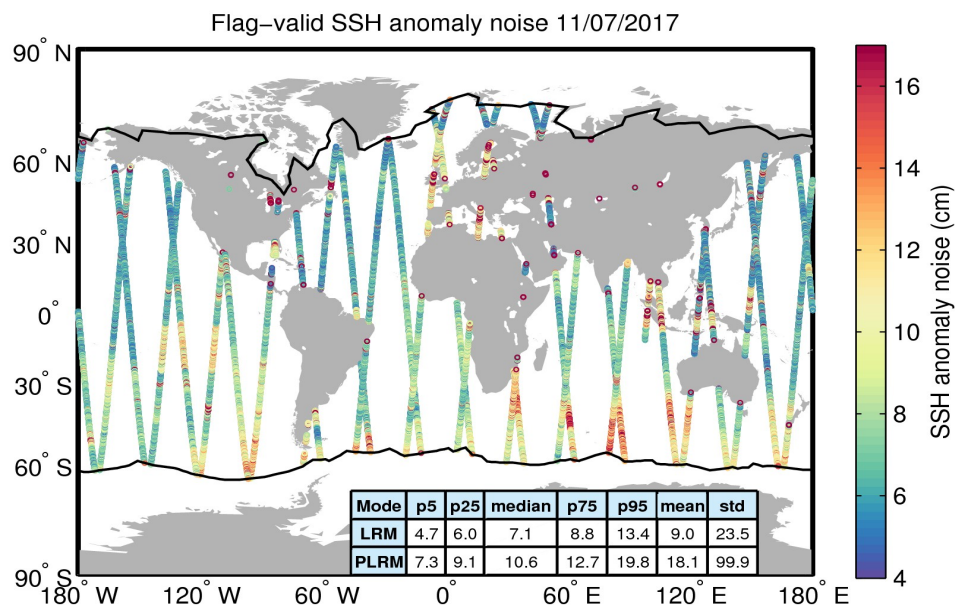 Flag−valid SSH anomaly noise 11/07/2017
90° N
60° N
30° N
0°
30° S
60° S
90° S
180° W
120° W
60° W
0°
60° E
120° E
180° E
Mode p5 p25 median p75 p95 mean std
LRM 4.7 6.0 7.1 8.8 13.4 9.0 23.5
PLRM 7.3 9.1 10.6 12.7 19.8 18.1 99.9
16
14
12
10
8
6
4
SSH anomaly noise (cm)